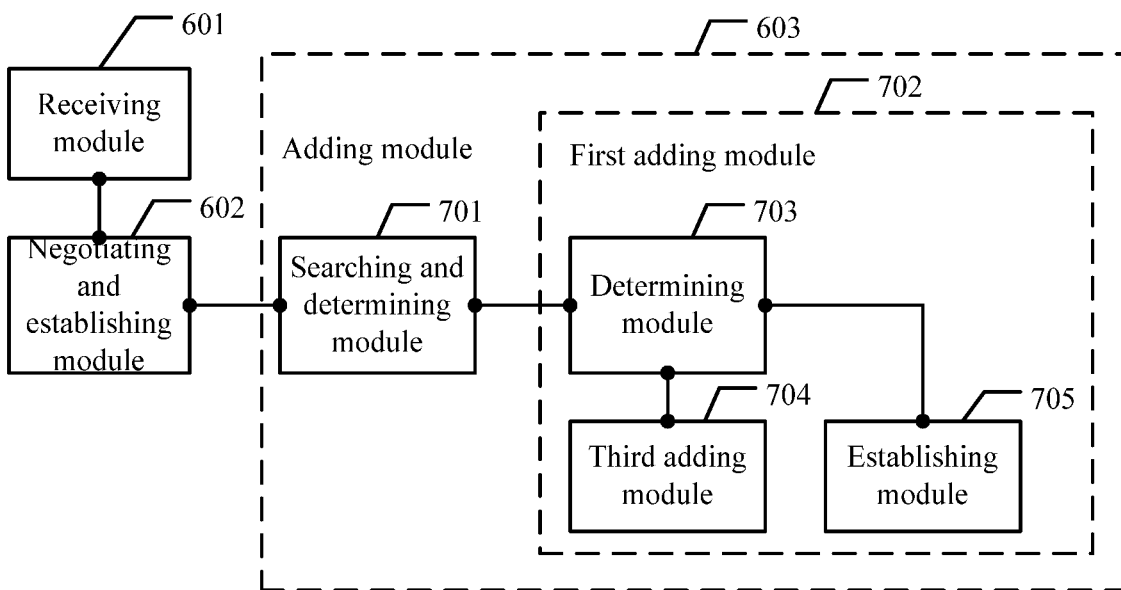 601
Receiving
module
602
Negotiating
and
establishing
module
603
Adding module
701
Searching and
determining
module
702
First adding module
703
Determining
module
704
Third adding
module
705
Establishing
module